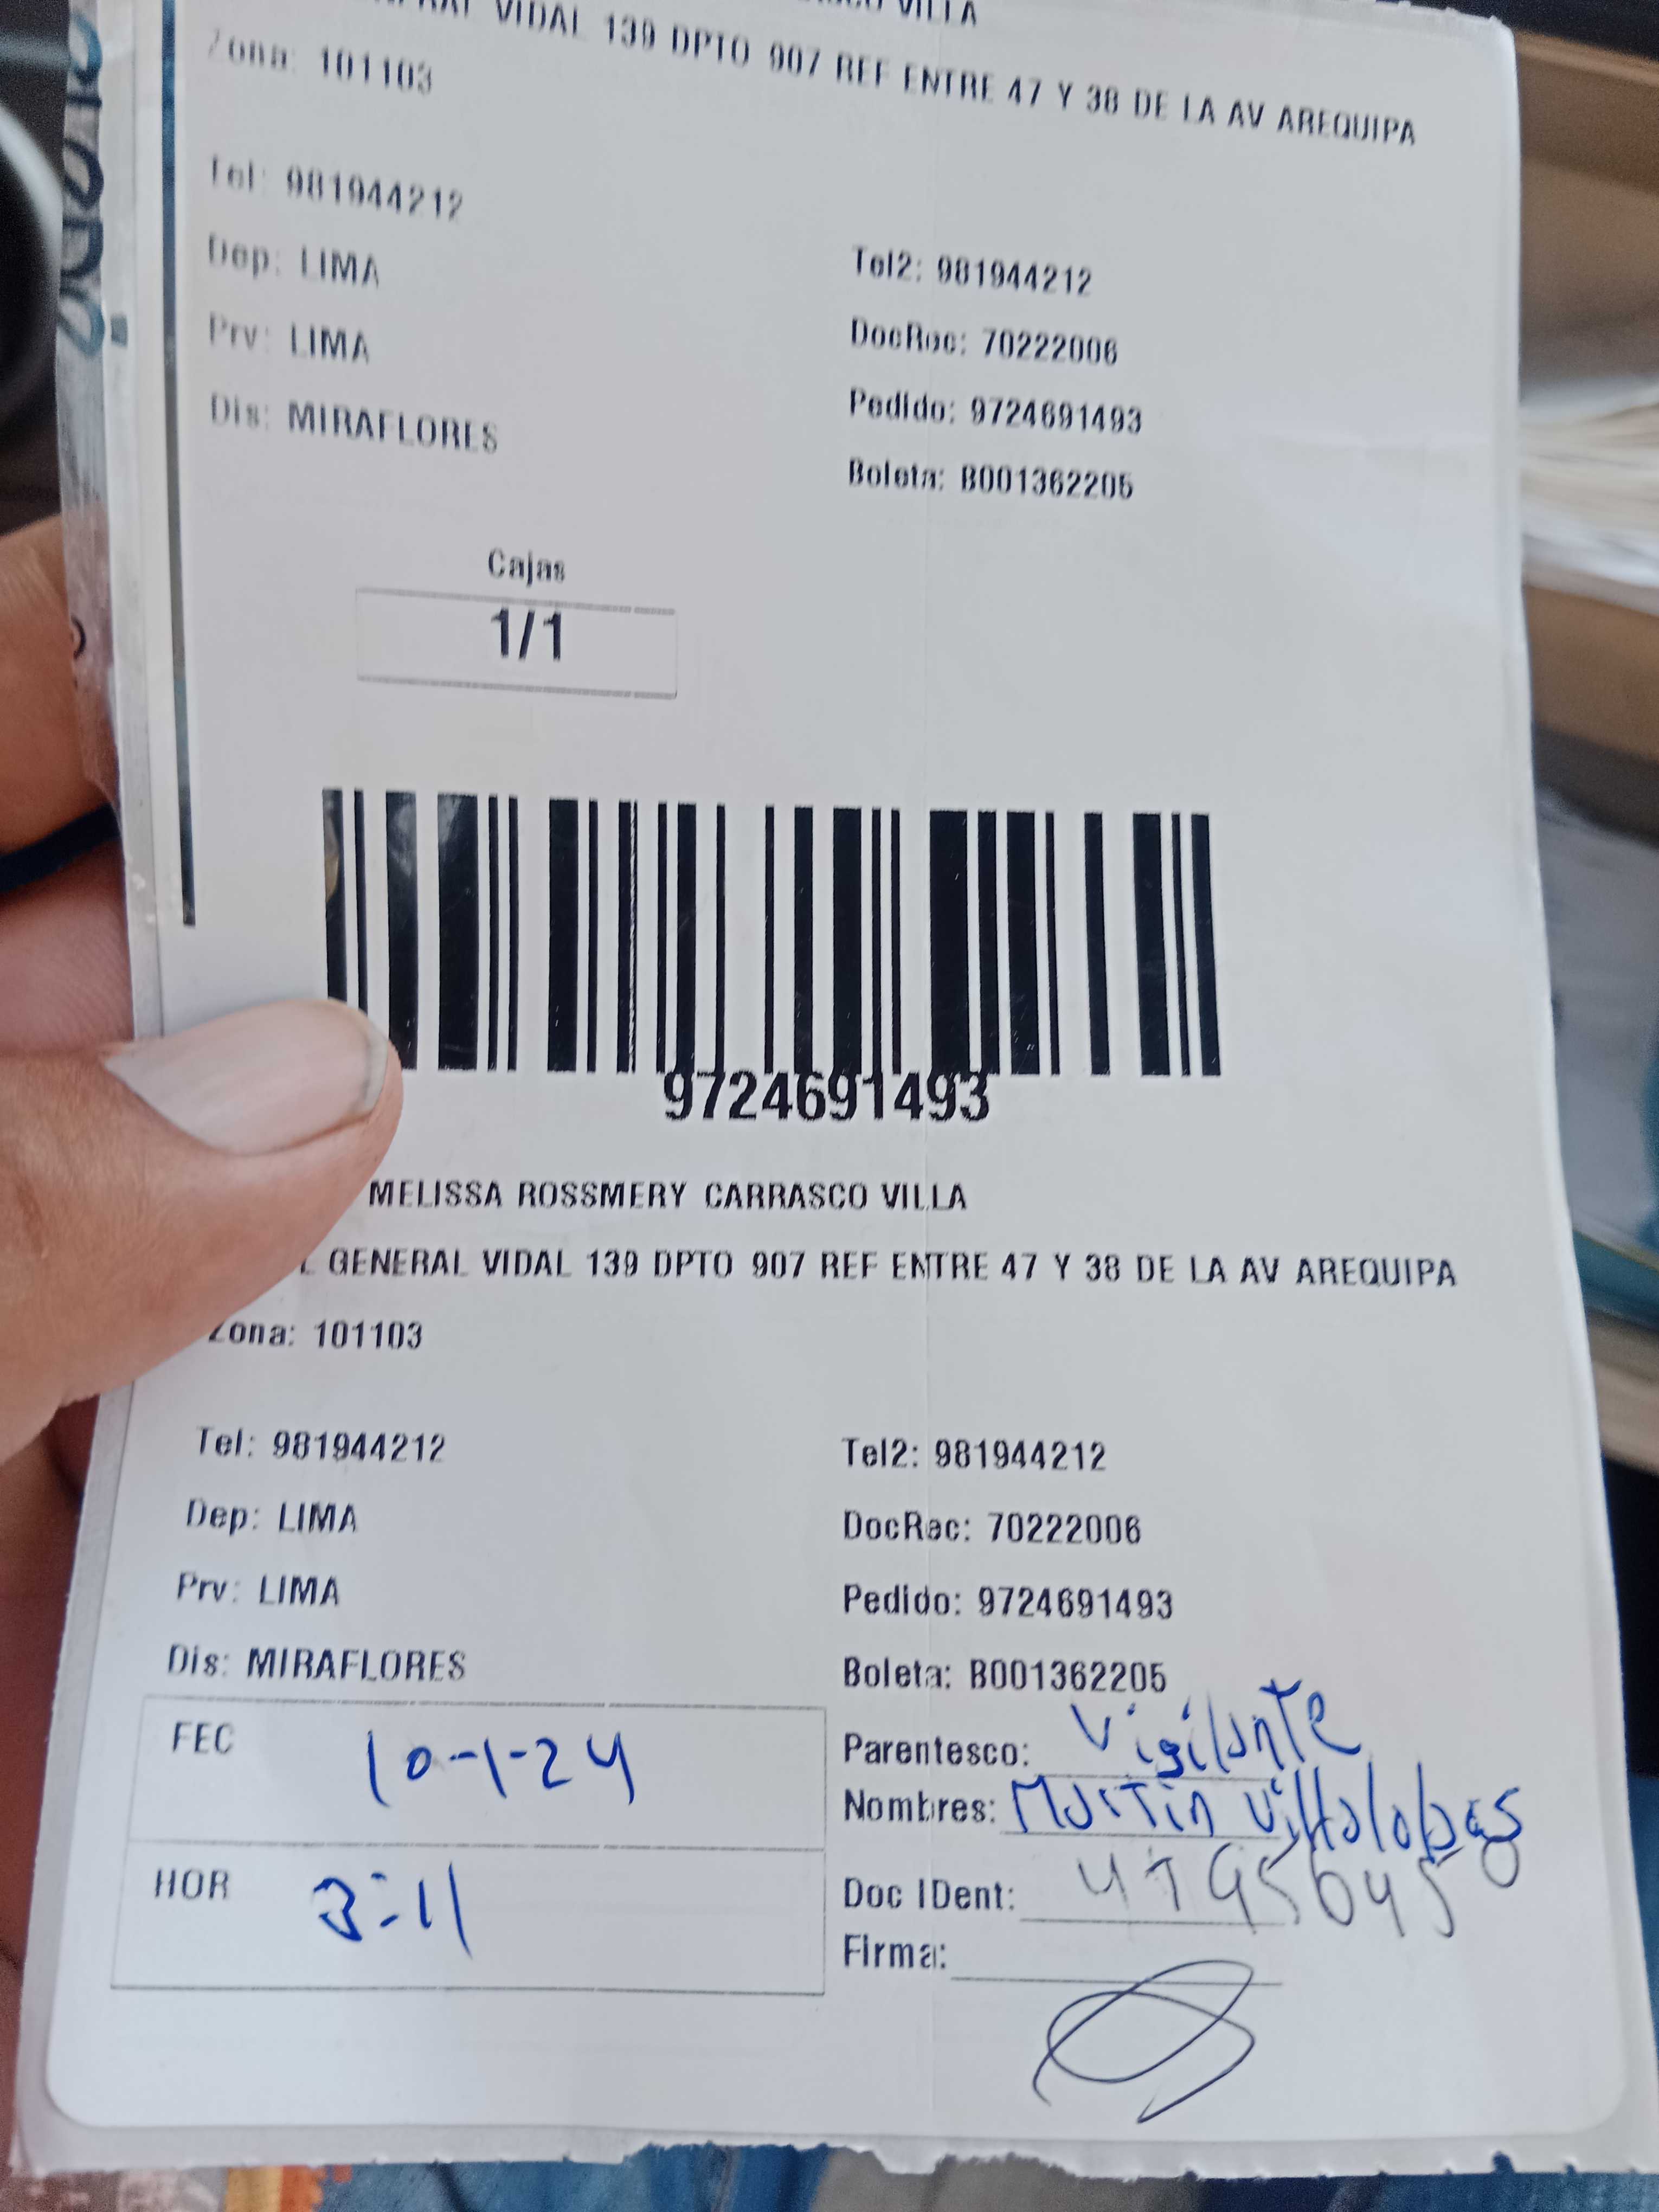 VILLA
VIDAL 139 DPTO 907 REF ENTRE 47 Y 38 DE LA AV AREQUIPA
Zona: 101103
Tel: 981944212
Tel2: 981944212
Dep: LIMA
DocRec: 70222006
Prv: LIMA
Pedido: 9724691493
Dis: MIRAFLORES
Boleta: B001362205
Cajas
1/1
9724691493
MELISSA ROSSMERY CARRASCO VILLA
GENERAL VIDAL 139 DPTO 907 REF ENTRE 47 Y 38 DE LA AV AREQUIPA
Zona: 101103
Tel: 981944212
Tel2: 981944212
Dep: LIMA
DocRec: 70222006
Prv: LIMA
Pedido: 9724691493
Dis: MIRAFLORES
Boleta: B001362205
FEC 10-1-24
Parentesco: Vigilante
Nombres: Martin Villalobos
HOR 3:11
Doc IDent:
Firma: